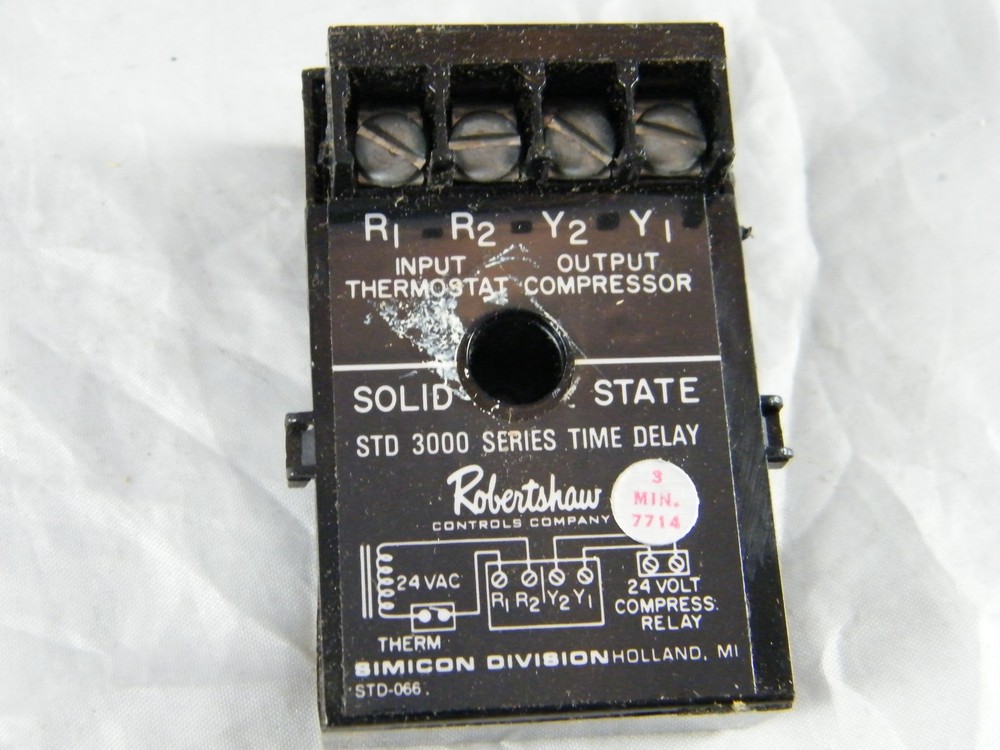 R1 R2 Y2 Y1
INPUT OUTPUT
THERMOSTAT COMPRESSOR
SOLID STATE
STD 3000 SERIES TIME DELAY
Robertshaw
CONTROLS COMPANY
3
MIN.
7714
24 VAC
R1 R2 Y2 Y1
24 VOLT
COMPRESS.
RELAY
THERM
SIMICON DIVISION HOLLAND, MI
STD-066